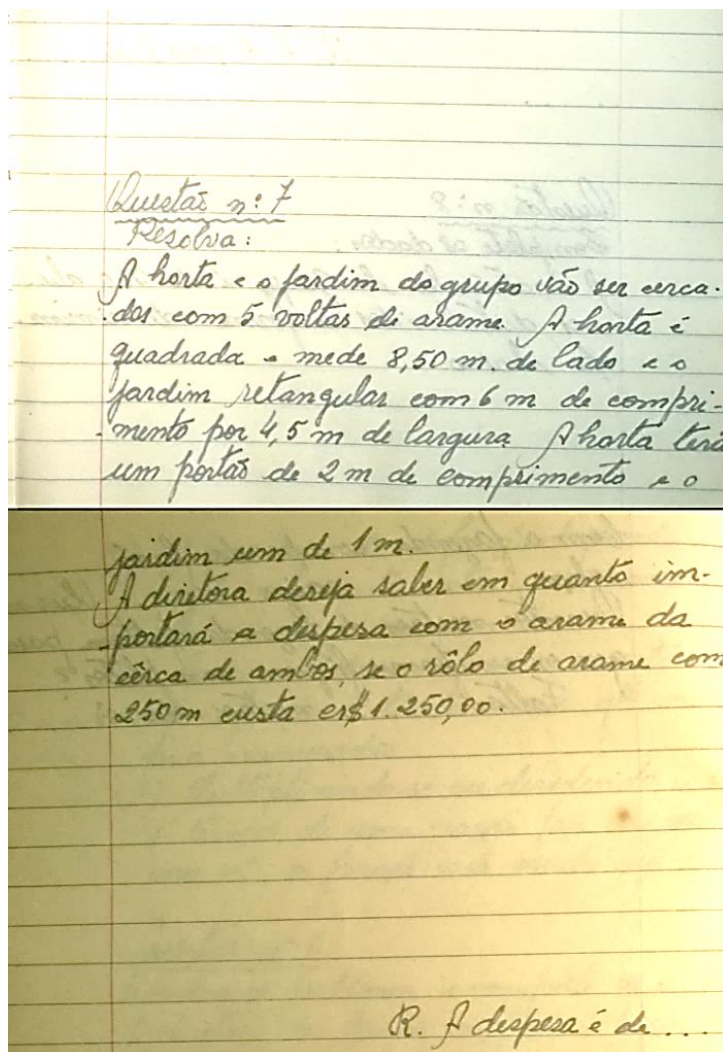 Questão nº 7
Resolva:
A horta e o jardim do grupo vão ser cerca-
dos com 5 voltas de arame. A horta é
quadrada e mede 8,50 m. de lado e o
jardim retangular com 6 m de compri-
mento por 4,5 m de largura. A horta terá
um portão de 2 m de comprimento e o
jardim um de 1 m.
A diretora deseja saber em quanto im-
portará a despesa com o arame da
cêrca de ambos, se o rôlo de arame com
250 m custa cr$ 1.250,00.
R. A despesa é de ...